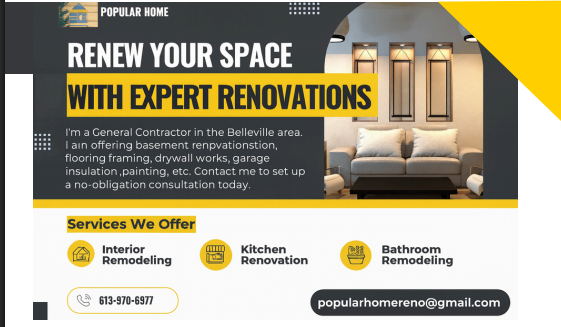 POPULAR HOME
RENEW YOUR SPACE
WITH EXPERT RENOVATIONS
I'm a General Contractor in the Belleville area.
I am offering basement renpvationstion,
flooring framing, drywall works, garage
insulation ,painting, etc. Contact me to set up
a no-obligation consultation today.
Services We Offer
Interior
Remodeling
Kitchen
Renovation
Bathroom
Remodeling
613-970-6977
popularhomereno@gmail.com